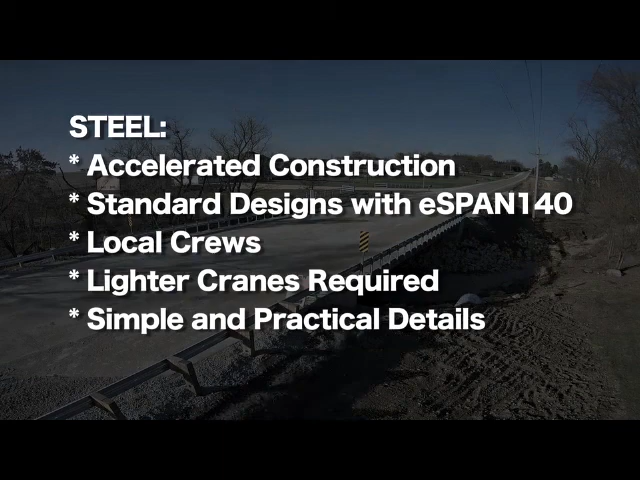 STEEL:
* Accelerated Construction
* Standard Designs with eSPAN140
* Local Crews
* Lighter Cranes Required
* Simple and Practical Details